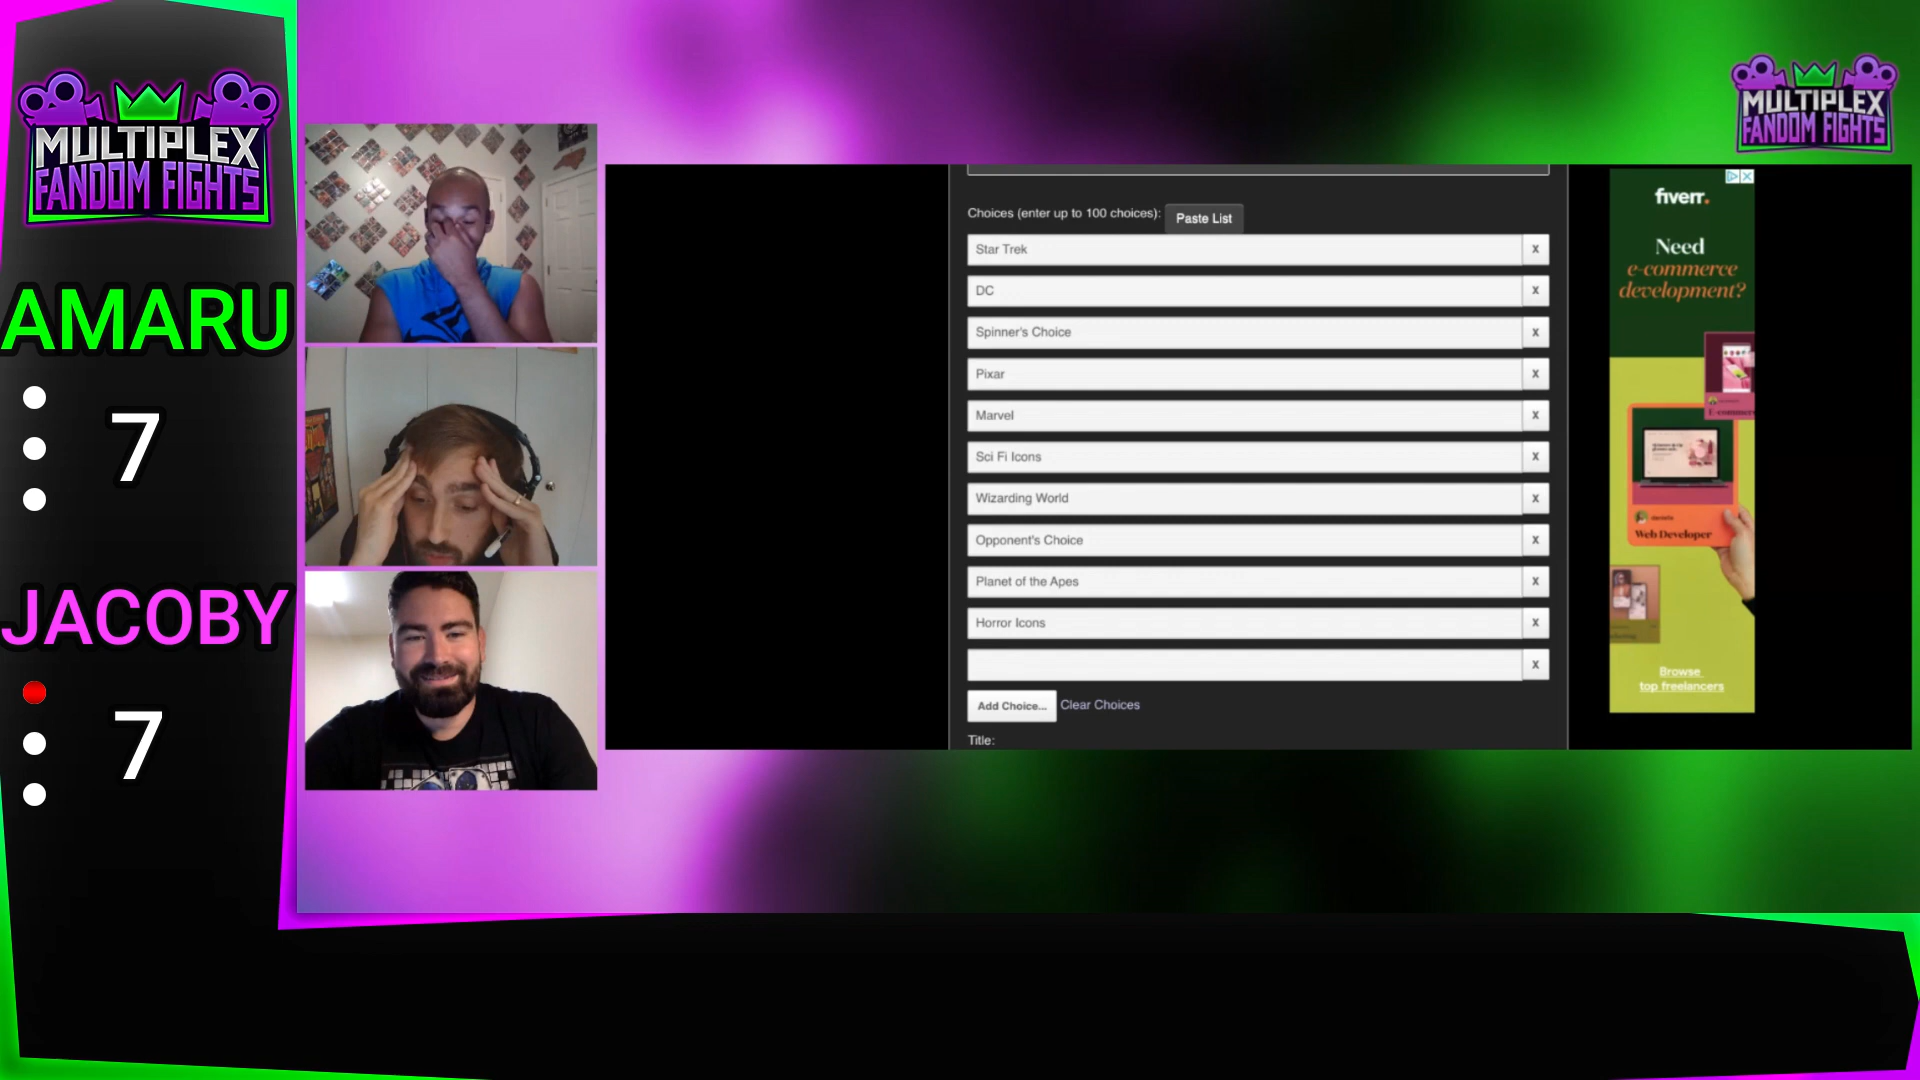 MULTIPLEX
FANDOM FIGHTS
AMARU
7
JACOBY
7
Choices (enter up to 100 choices):
Paste List
Star Trek
X
DC
X
Spinner's Choice
X
Pixar
X
Marvel
X
Sci Fi Icons
X
Wizarding World
X
Opponent's Choice
X
Planet of the Apes
X
Horror Icons
X
X
Add Choice...
Clear Choices
Title:
MULTIPLEX
FANDOM FIGHTS
fiverr.
Need
e-commerce
development?
Web Developer
Browse
top freelancers